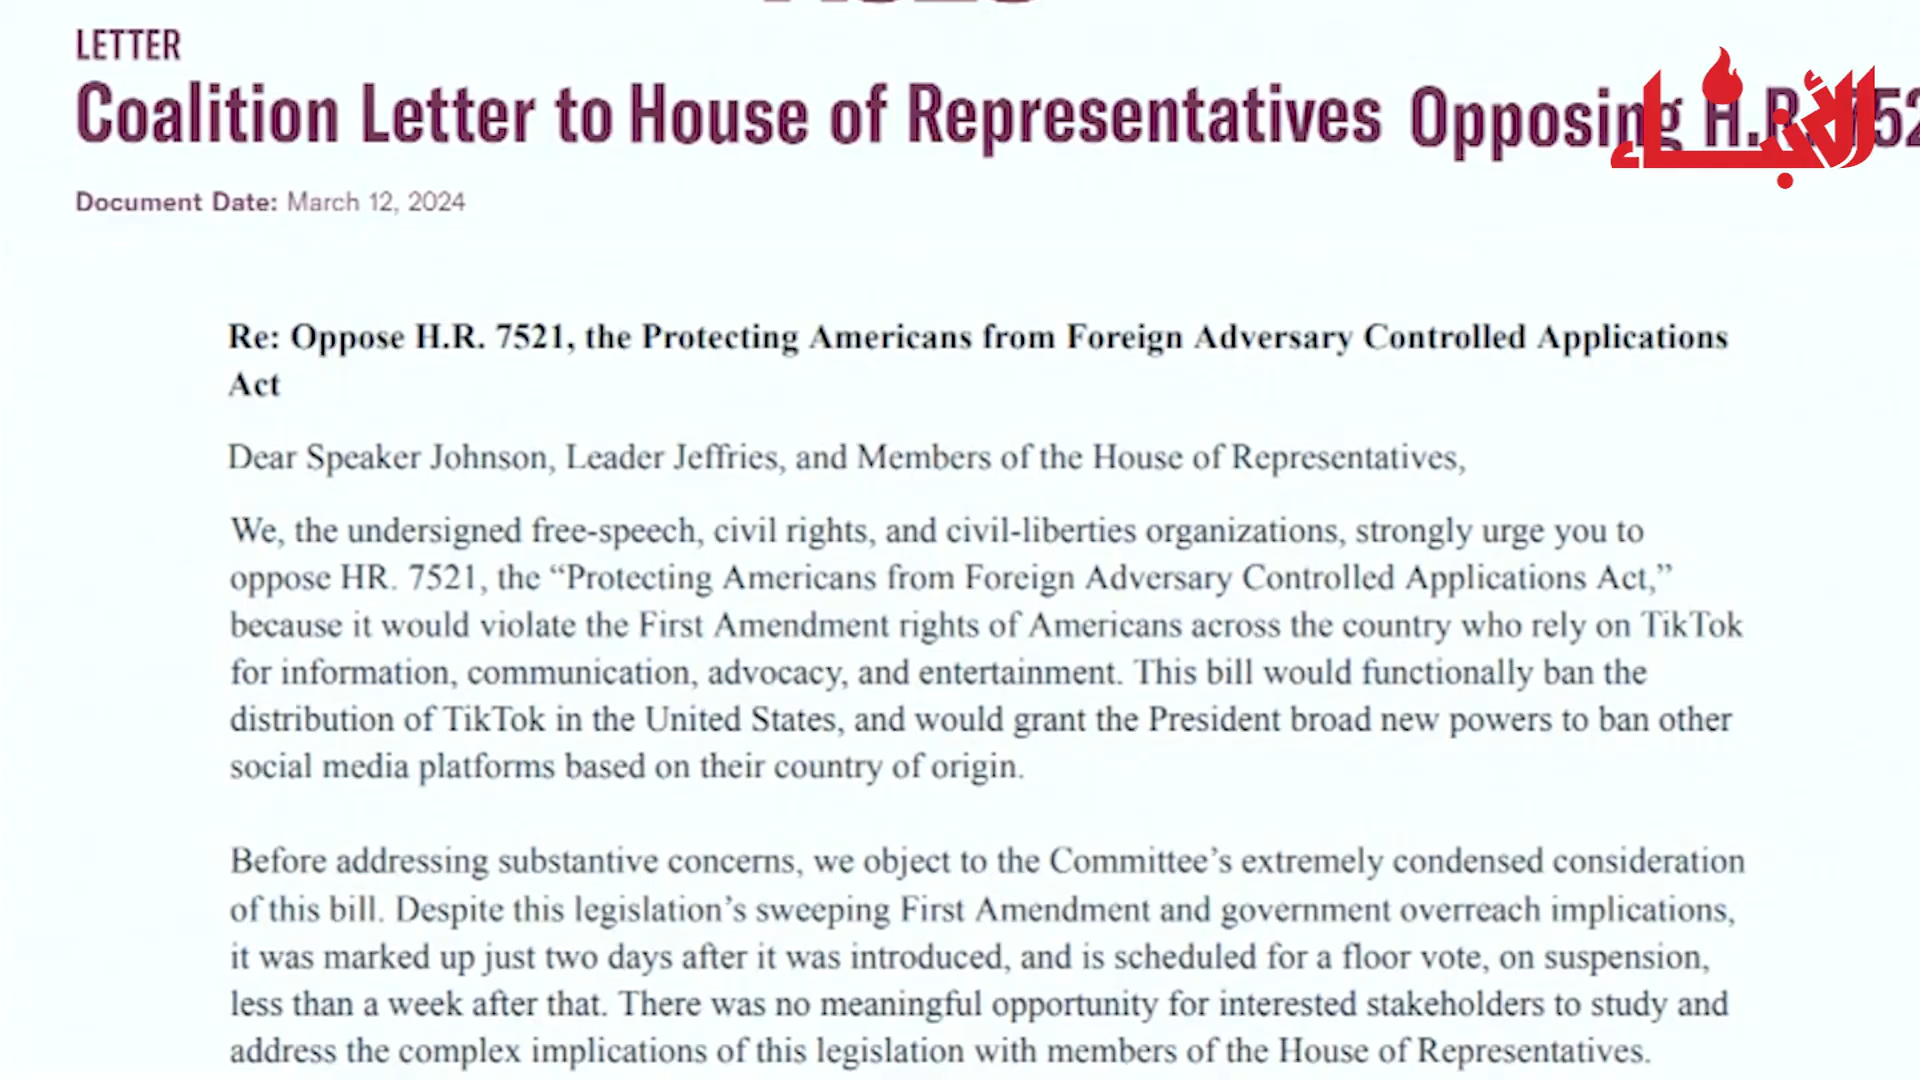 LETTER
Coalition Letter to House of Representatives Opposing H.R. 752
الأنباء
Document Date: March 12, 2024
Re: Oppose H.R. 7521, the Protecting Americans from Foreign Adversary Controlled Applications
Act
Dear Speaker Johnson, Leader Jeffries, and Members of the House of Representatives,
We, the undersigned free-speech, civil rights, and civil-liberties organizations, strongly urge you to
oppose HR. 7521, the “Protecting Americans from Foreign Adversary Controlled Applications Act,”
because it would violate the First Amendment rights of Americans across the country who rely on TikTok
for information, communication, advocacy, and entertainment. This bill would functionally ban the
distribution of TikTok in the United States, and would grant the President broad new powers to ban other
social media platforms based on their country of origin.
Before addressing substantive concerns, we object to the Committee’s extremely condensed consideration
of this bill. Despite this legislation’s sweeping First Amendment and government overreach implications,
it was marked up just two days after it was introduced, and is scheduled for a floor vote, on suspension,
less than a week after that. There was no meaningful opportunity for interested stakeholders to study and
address the complex implications of this legislation with members of the House of Representatives.